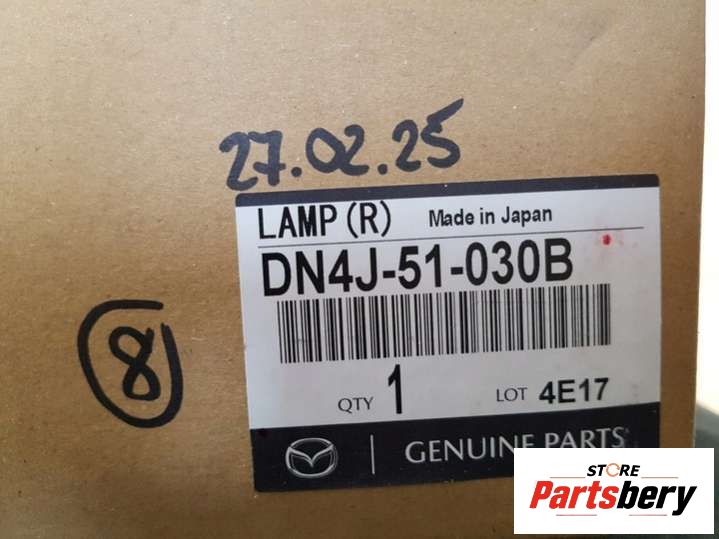 27.02.25
LAMP (R) Made in Japan
DN4J-51-030B
8
QTY 1 LOT 4E17
GENUINE PARTS
STORE
Partsbery